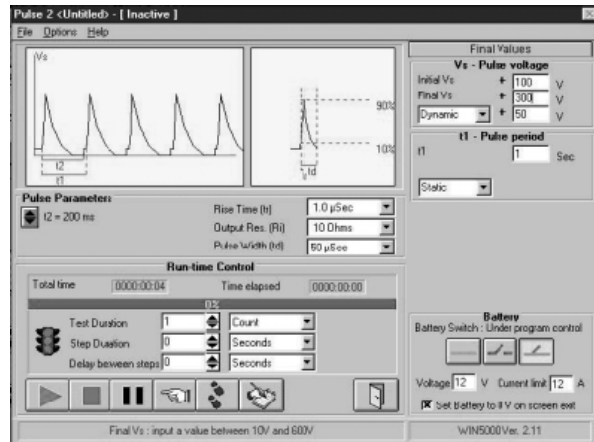 Pulse 2 <Untitled> - [ Inactive ]
File Options Help
Vs
t2
t1
90%
10%
td
Final Values
Vs - Pulse voltage
Initial Vs + 100 V
Final Vs + 300 V
Dynamic + 50 V
t1 - Pulse period
t1 1 Sec
Static
Pulse Parameters
t2 = 200 ms
Rise Time (tr) 1.0 µSec
Output Res. (Ri) 10 Ohms
Pulse Width (td) 50 µSec
Run-time Control
Total time 0000:00:04 Time elapsed 0000:00:00
0%
Test Duration 1 Count
Step Duration 0 Seconds
Delay between steps 0 Seconds
Battery
Battery Switch : Under program control
Voltage 12 V Current limit 12 A
Set Battery to 0 V on screen exit
Final Vs : input a value between 10V and 600V
WIN5000 Ver. 2.11